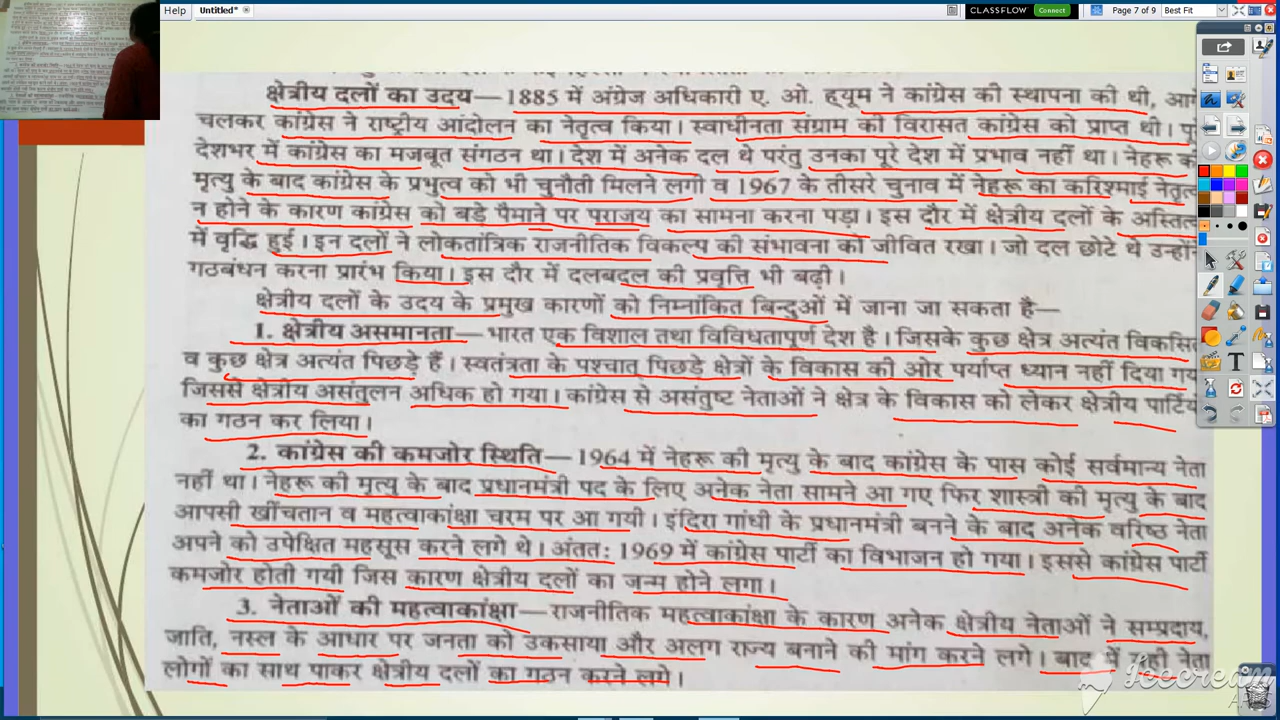 Help Untitled* CLASSFLOW Connect Page 7 of 9 Best Fit
क्षेत्रीय दलों का उदय— 1885 में अंग्रेज अधिकारी ए. ओ. ह्यूम ने कांग्रेस की स्थापना की थी, आगे
चलकर कांग्रेस ने राष्ट्रीय आंदोलन का नेतृत्व किया। स्वाधीनता संग्राम की विरासत कांग्रेस को प्राप्त थी।
देशभर में कांग्रेस का मजबूत संगठन था। देश में अनेक दल थे परंतु उनका पूरे देश में प्रभाव नहीं था। नेहरू
मृत्यु के बाद कांग्रेस के प्रभुत्व को भी चुनौती मिलने लगी व 1967 के तीसरे चुनाव में नेहरू का करिश्माई नेतृत्व
न होने के कारण कांग्रेस को बड़े पैमाने पर पराजय का सामना करना पड़ा। इस दौर में क्षेत्रीय दलों के अस्तित्व
में वृद्धि हुई। इन दलों ने लोकतांत्रिक राजनीतिक विकल्प की संभावना को जीवित रखा। जो दल छोटे थे उन्होंने
गठबंधन करना प्रारंभ किया। इस दौर में दलबदल की प्रवृत्ति भी बढ़ी।
क्षेत्रीय दलों के उदय के प्रमुख कारणों को निम्नांकित बिन्दुओं में जाना जा सकता है—
1. क्षेत्रीय असमानता — भारत एक विशाल तथा विविधतापूर्ण देश है। जिसके कुछ क्षेत्र अत्यंत विकसित
व कुछ क्षेत्र अत्यंत पिछड़े हैं। स्वतंतता के पश्चात् पिछड़े क्षेत्रों के विकास की ओर पर्याप्त ध्यान नहीं दिया गया
जिससे क्षेत्रीय असंतुलन अधिक हो गया। कांग्रेस से असंतुष्ट नेताओं ने क्षेत्र के विकास को लेकर क्षेत्रीय
का गठन कर लिया।
2. कांग्रेस की कमजोर स्थिति— 1964 में नेहरू की मृत्यु के बाद कांग्रेस के पास कोई सर्वमान्य नेता
नहीं था। नेहरू की मृत्यु के बाद प्रधानमंत्री पद के लिए अनेक नेता सामने आ गए फिर शास्त्री की मृत्यु के बाद
आपसी खींचतान व महत्वाकांक्षा चरम पर आ गयी। इंदिरा गांधी के प्रधानमंत्री बनने के बाद अनेक वरिष्ठ नेता
अपने को उपेक्षित महसूस करने लगे थे। अंतत: 1969 में कांग्रेस पार्टी का विभाजन हो गया। इससे कांग्रेस पार्टी
कमजोर होती गयी जिस कारण क्षेत्रीय दलों का जन्म होने लगा।
3. नेताओं की महत्वाकांक्षा— राजनीतिक महत्वाकांक्षा के कारण अनेक क्षेत्रीय नेताओं ने सम्प्रदाय,
जाति, नस्ल के आधार पर जनता को उकसाया और अलग राज्य बनाने की मांग करने लगे। बाद में यही नेता
लोगों का साथ पाकर क्षेत्रीय दलों का गठन करने लगे।
Icecream
APPS